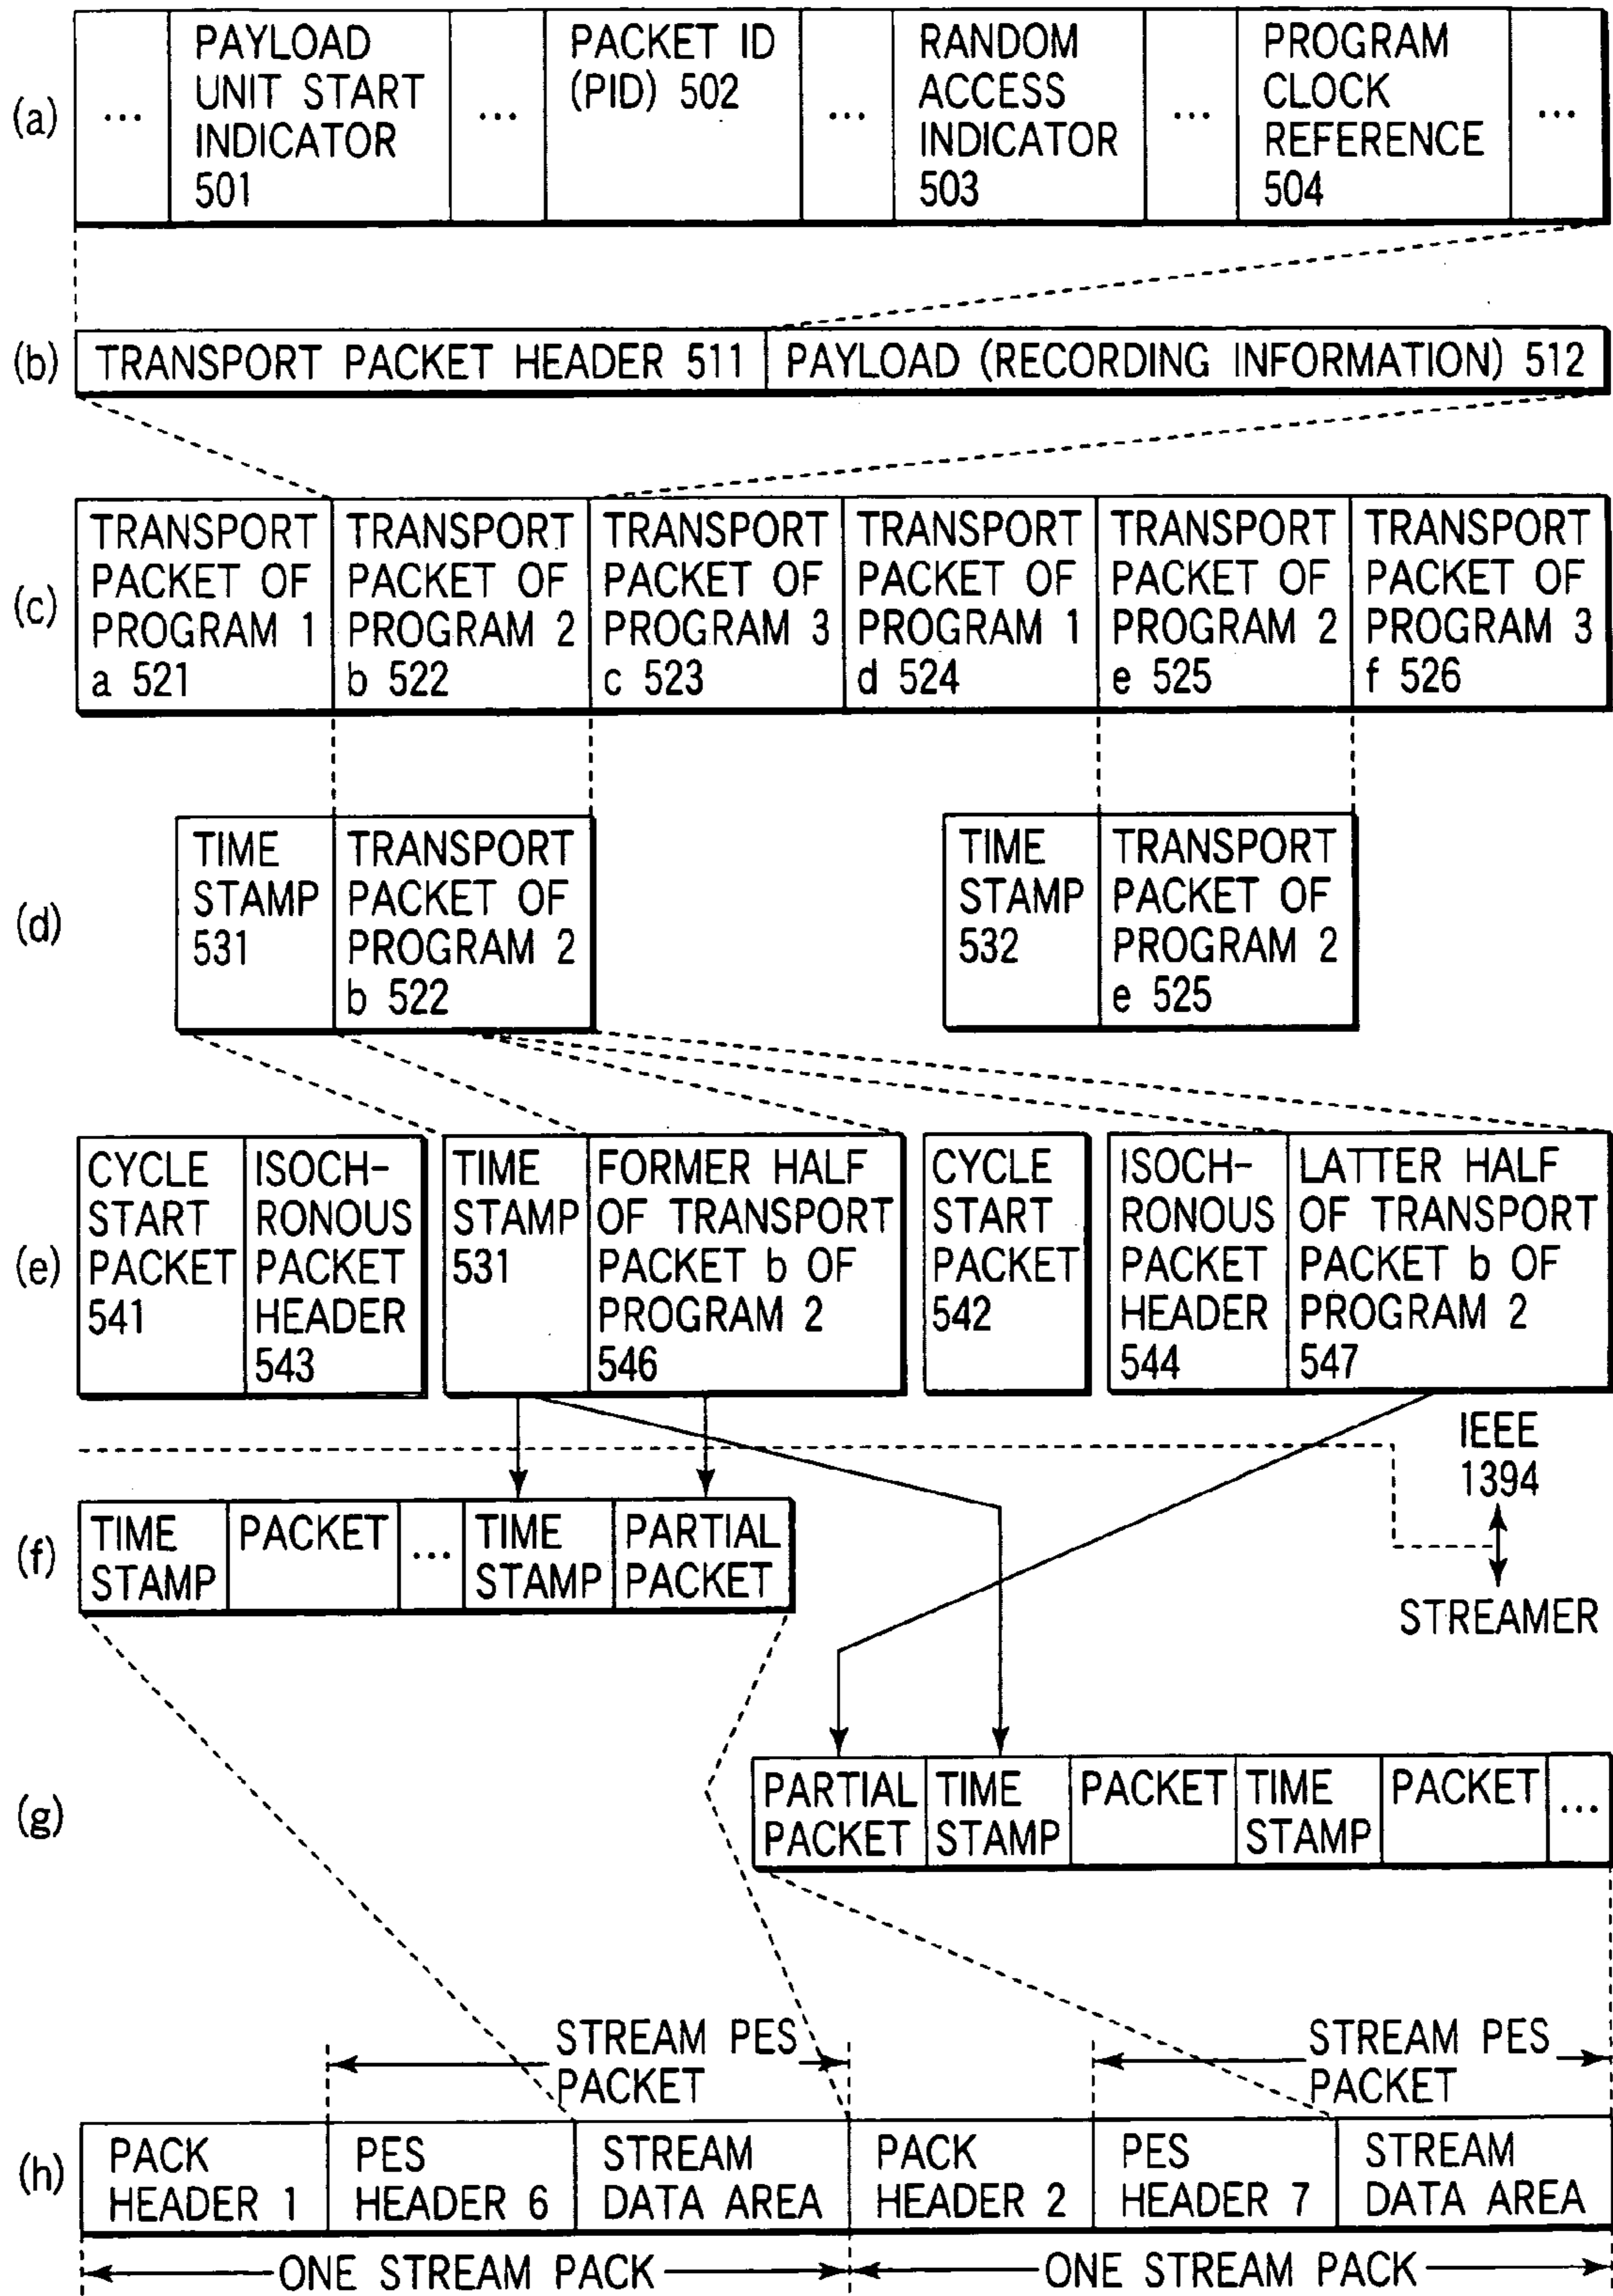 (a)
...
PAYLOAD
UNIT START
INDICATOR
501
...
PACKET ID
(PID) 502
...
RANDOM
ACCESS
INDICATOR
503
...
PROGRAM
CLOCK
REFERENCE
504
...
(b)
TRANSPORT PACKET HEADER 511
PAYLOAD (RECORDING INFORMATION) 512
(c)
TRANSPORT
PACKET OF
PROGRAM 1
a 521
TRANSPORT
PACKET OF
PROGRAM 2
b 522
TRANSPORT
PACKET OF
PROGRAM 3
c 523
TRANSPORT
PACKET OF
PROGRAM 1
d 524
TRANSPORT
PACKET OF
PROGRAM 2
e 525
TRANSPORT
PACKET OF
PROGRAM 3
f 526
(d)
TIME
STAMP
531
TRANSPORT
PACKET OF
PROGRAM 2
b 522
TIME
STAMP
532
TRANSPORT
PACKET OF
PROGRAM 2
e 525
(e)
CYCLE
START
PACKET
541
ISOCH-
RONOUS
PACKET
HEADER
543
TIME
STAMP
531
FORMER HALF
OF TRANSPORT
PACKET b OF
PROGRAM 2
546
CYCLE
START
PACKET
542
ISOCH-
RONOUS
PACKET
HEADER
544
LATTER HALF
OF TRANSPORT
PACKET b OF
PROGRAM 2
547
IEEE
1394
STREAMER
(f)
TIME
STAMP
PACKET
...
TIME
STAMP
PARTIAL
PACKET
(g)
PARTIAL
PACKET
TIME
STAMP
PACKET
TIME
STAMP
PACKET
...
STREAM PES
PACKET
STREAM PES
PACKET
(h)
PACK
HEADER 1
PES
HEADER 6
STREAM
DATA AREA
PACK
HEADER 2
PES
HEADER 7
STREAM
DATA AREA
ONE STREAM PACK
ONE STREAM PACK